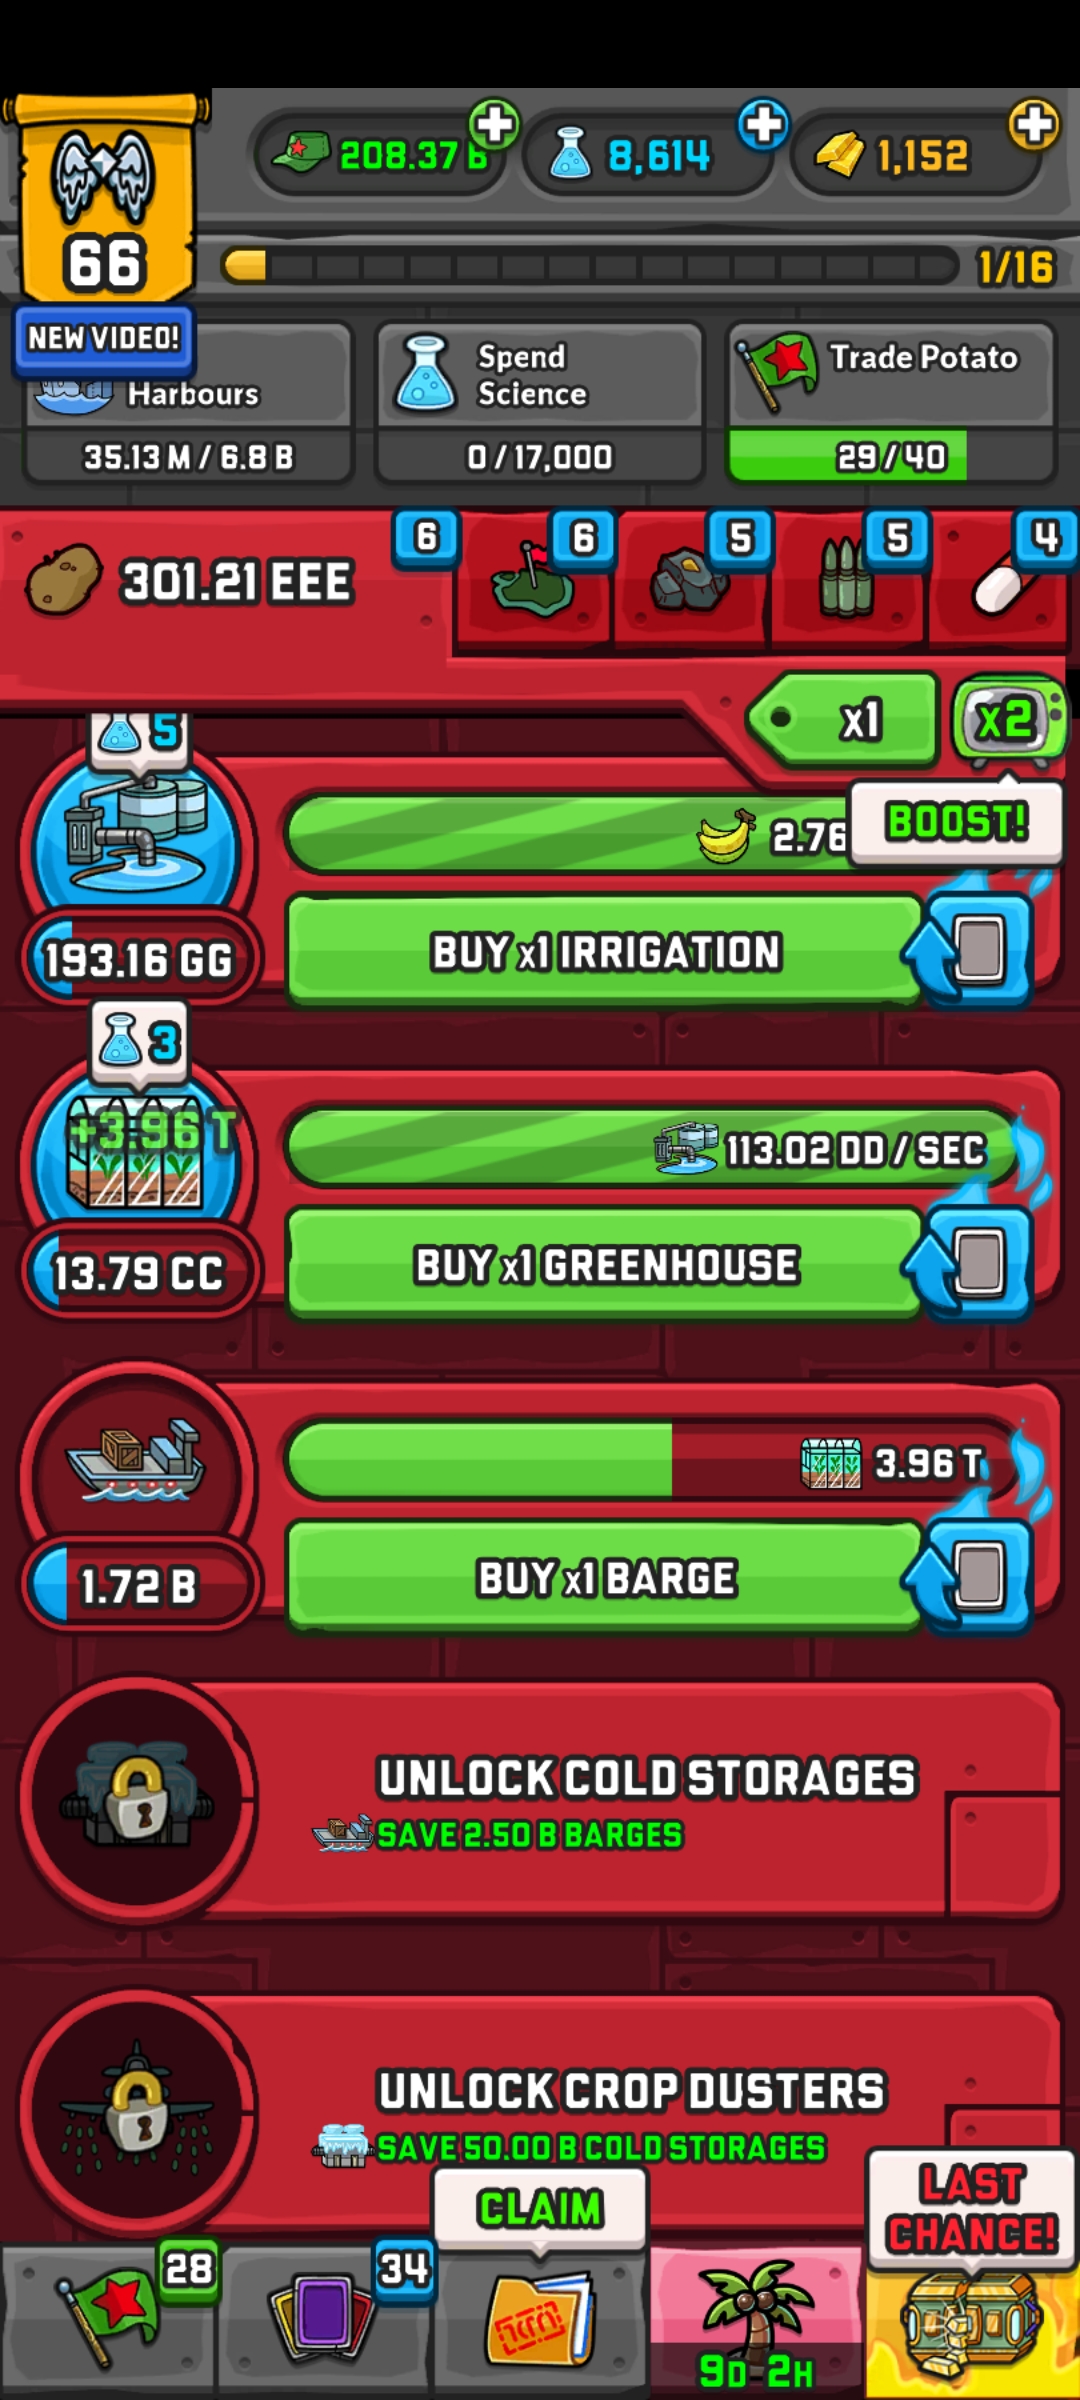 208.37 B
8,614
1,152
66
1/16
NEW VIDEO!
Harbours
35.13 M / 6.8 B
Spend
Science
0 / 17,000
Trade Potato
29 / 40
301.21 EEE
6
6
5
5
4
x1
x2
BOOST!
5
2.76
193.16 GG
BUY x1 IRRIGATION
3
+3.96 T
113.02 DD / SEC
13.79 CC
BUY x1 GREENHOUSE
3.96 T
1.72 B
BUY x1 BARGE
UNLOCK COLD STORAGES
SAVE 2.50 B BARGES
UNLOCK CROP DUSTERS
SAVE 50.00 B COLD STORAGES
CLAIM
LAST
CHANCE!
28
34
9D 2H